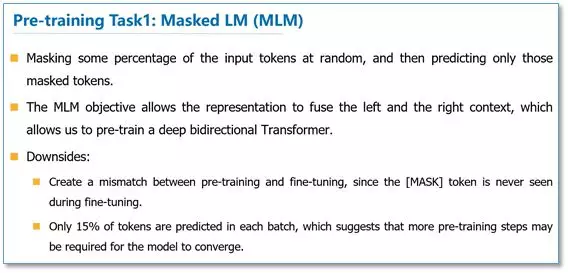 Pre-training Task1: Masked LM (MLM)
Masking some percentage of the input tokens at random, and then predicting only those
masked tokens.
The MLM objective allows the representation to fuse the left and the right context, which
allows us to pre-train a deep bidirectional Transformer.
Downsides:
Create a mismatch between pre-training and fine-tuning, since the [MASK] token is never seen
during fine-tuning.
Only 15% of tokens are predicted in each batch, which suggests that more pre-training steps may
be required for the model to converge.